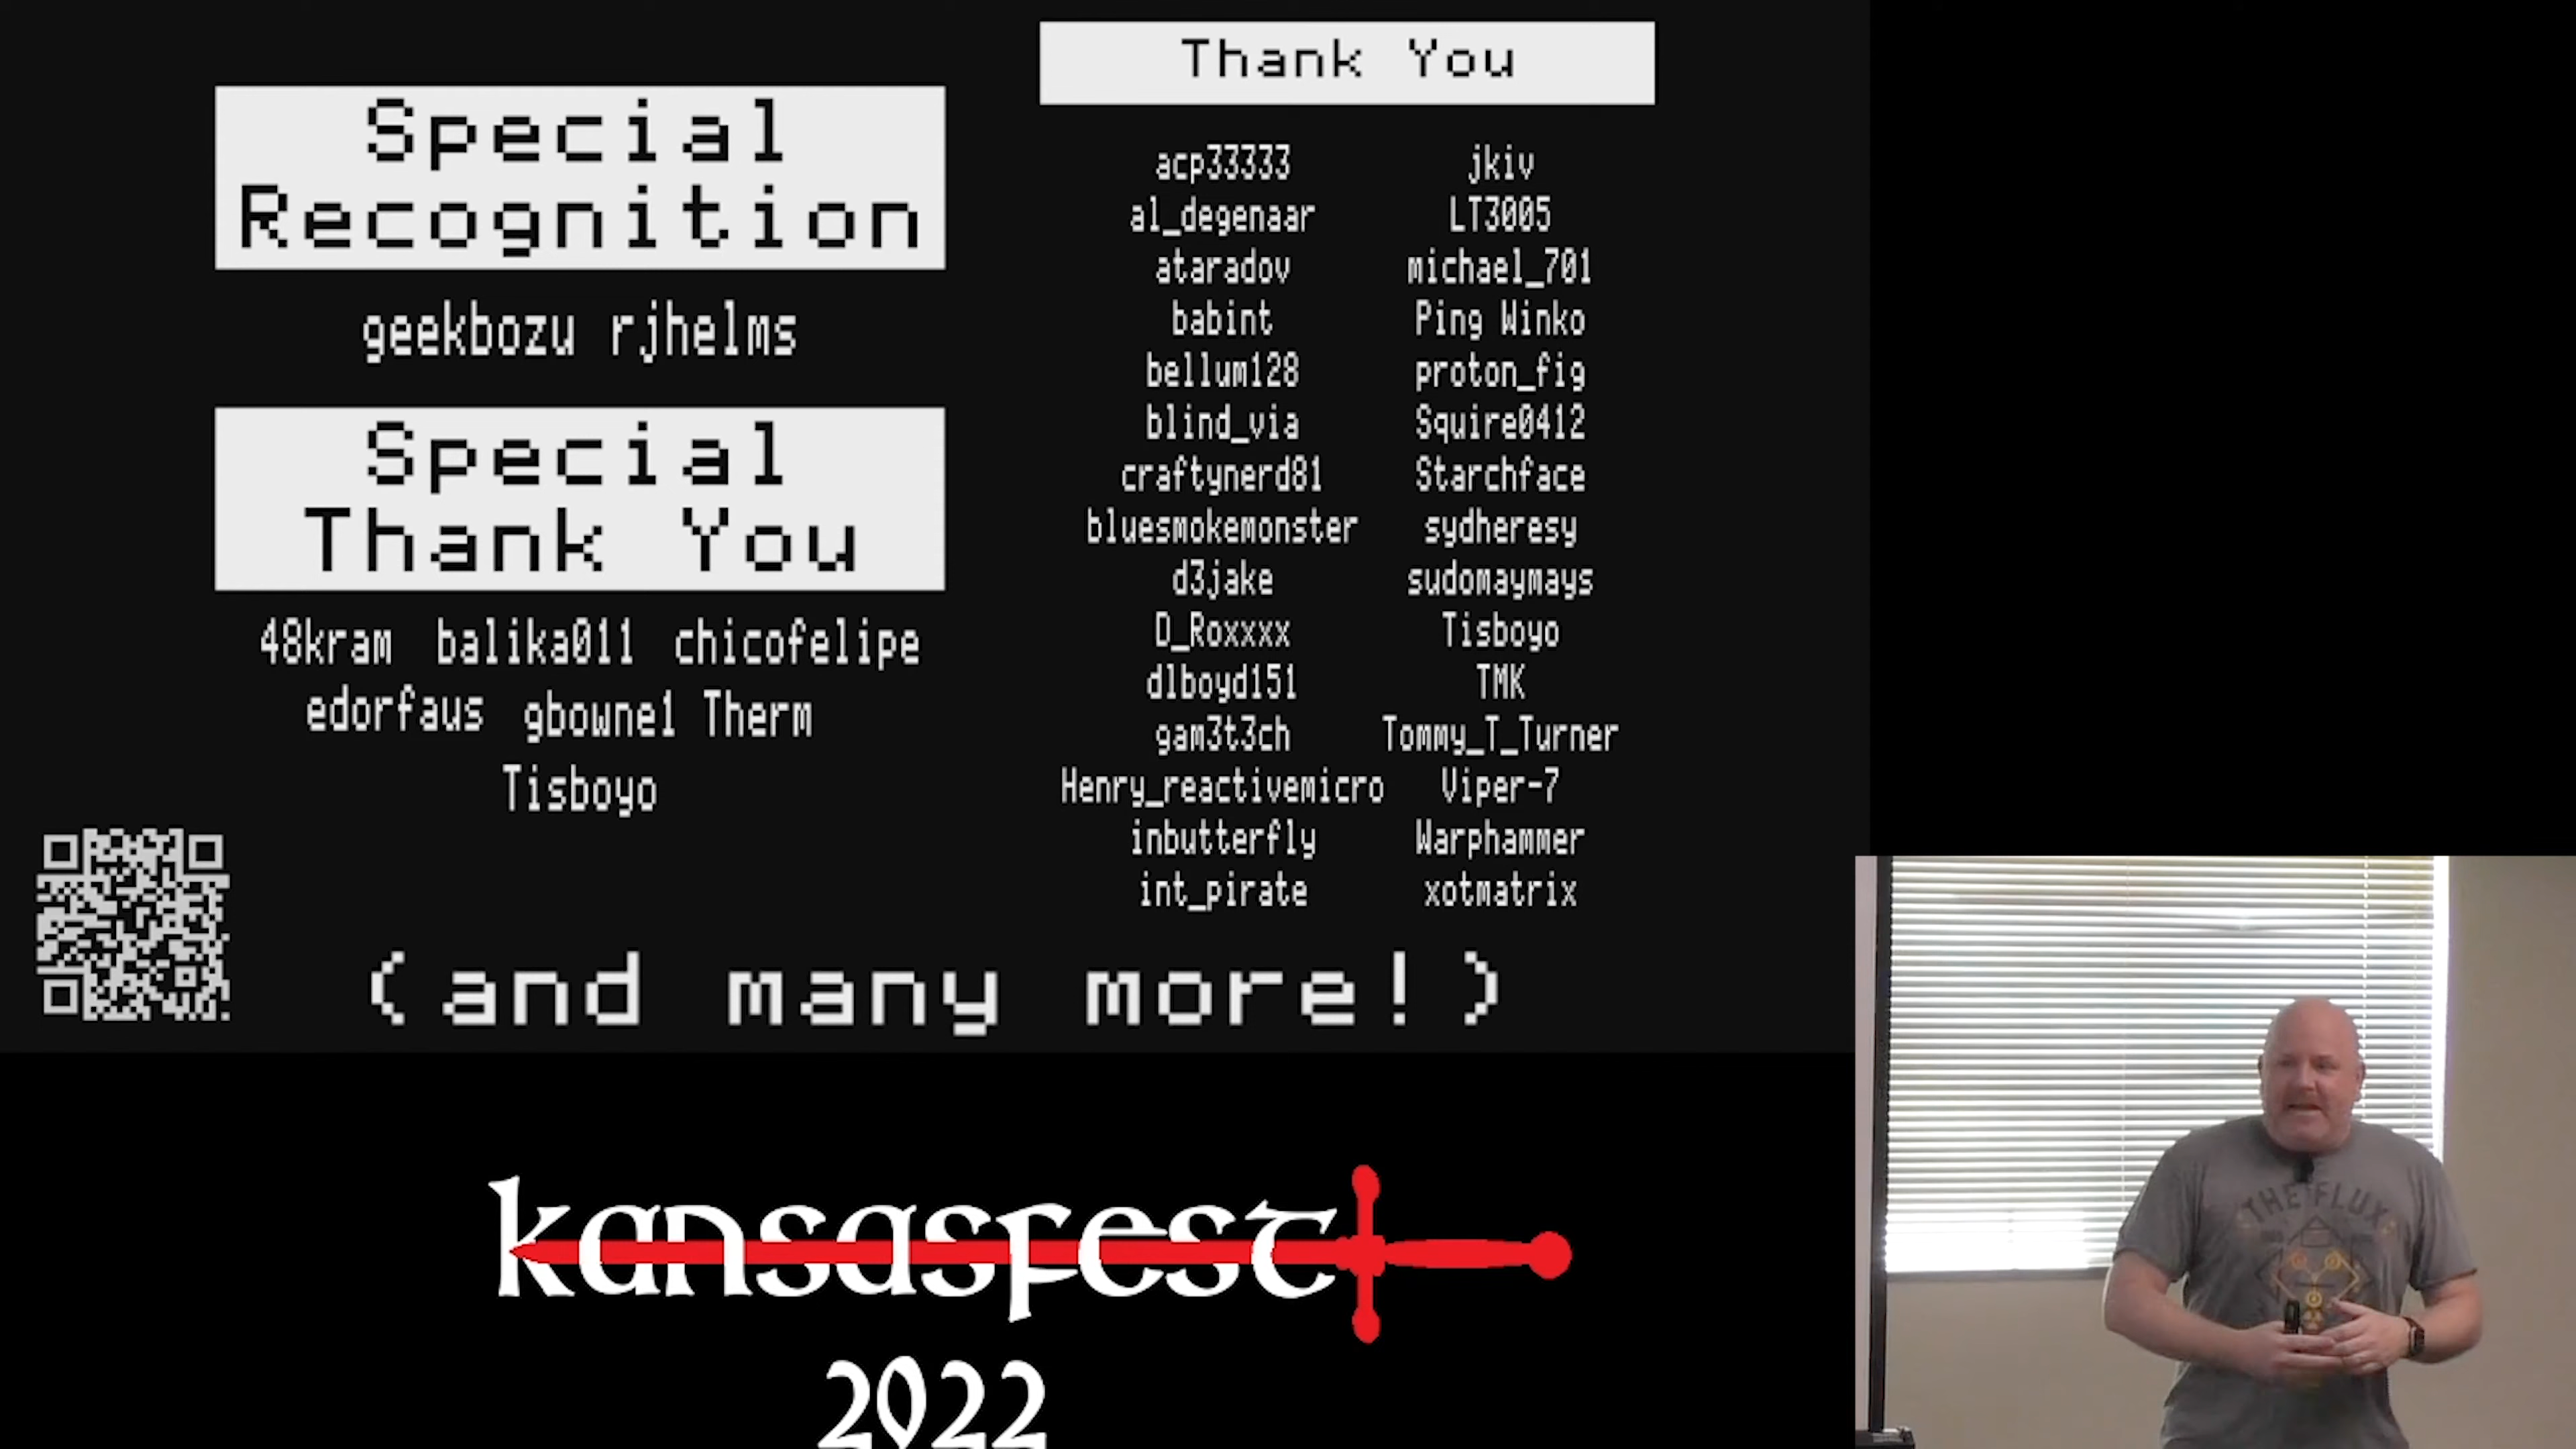 Special
Recognition
geekbozu rjhelms
Special
Thank You
48kram balika011 chicofelipe
edorfaus gbowne1 Therm
Tisboyo
Thank You
acp33333 jkiv
al_degenaar LT3005
ataradov michael_701
babint Ping Winko
bellum128 proton_fig
blind_via Squire0412
craftynerd81 Starchface
bluesmokemonster sydheresy
d3jake sudomaymays
D_Roxxxx Tisboyo
dlboyd151 TMK
gam3t3ch Tommy_T_Turner
Henry_reactivemicro Viper-7
inbutterfly Warphammer
int_pirate xotmatrix
(and many more!)
kansasfest
2022
THE FLUX